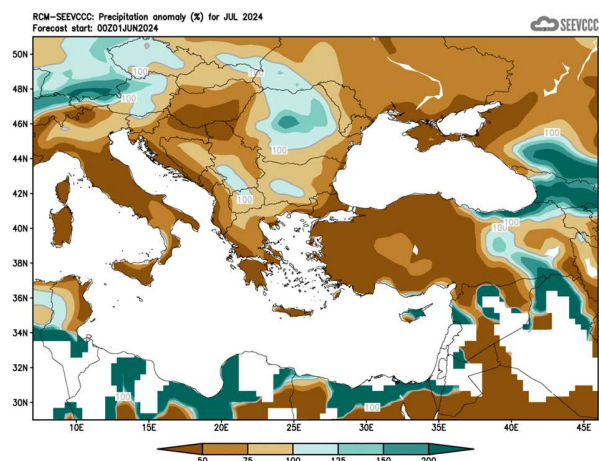 RCM-SEEVCCC: Precipitation anomaly (%) for JUL 2024
Forecast start: 00Z01JUN2024
SEEVCCC
50N
48N
46N
44N
42N
40N
38N
36N
34N
32N
30N
100
100
100
100
100
100
100
100
100
100
10E
15E
20E
25E
30E
35E
40E
45E
50
75
100
125
150
200